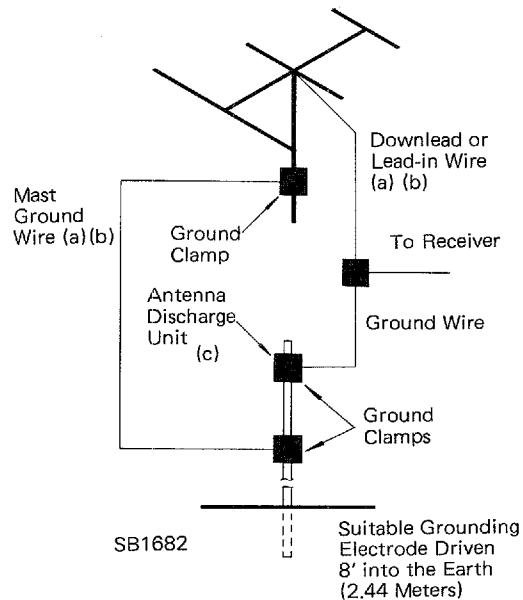 Downlead or
Lead-in Wire
(a) (b)
Mast
Ground
Wire (a)(b)
Ground
Clamp
To Receiver
Antenna
Discharge
Unit
(c)
Ground Wire
Ground
Clamps
SB1682
Suitable Grounding
Electrode Driven
8' into the Earth
(2.44 Meters)